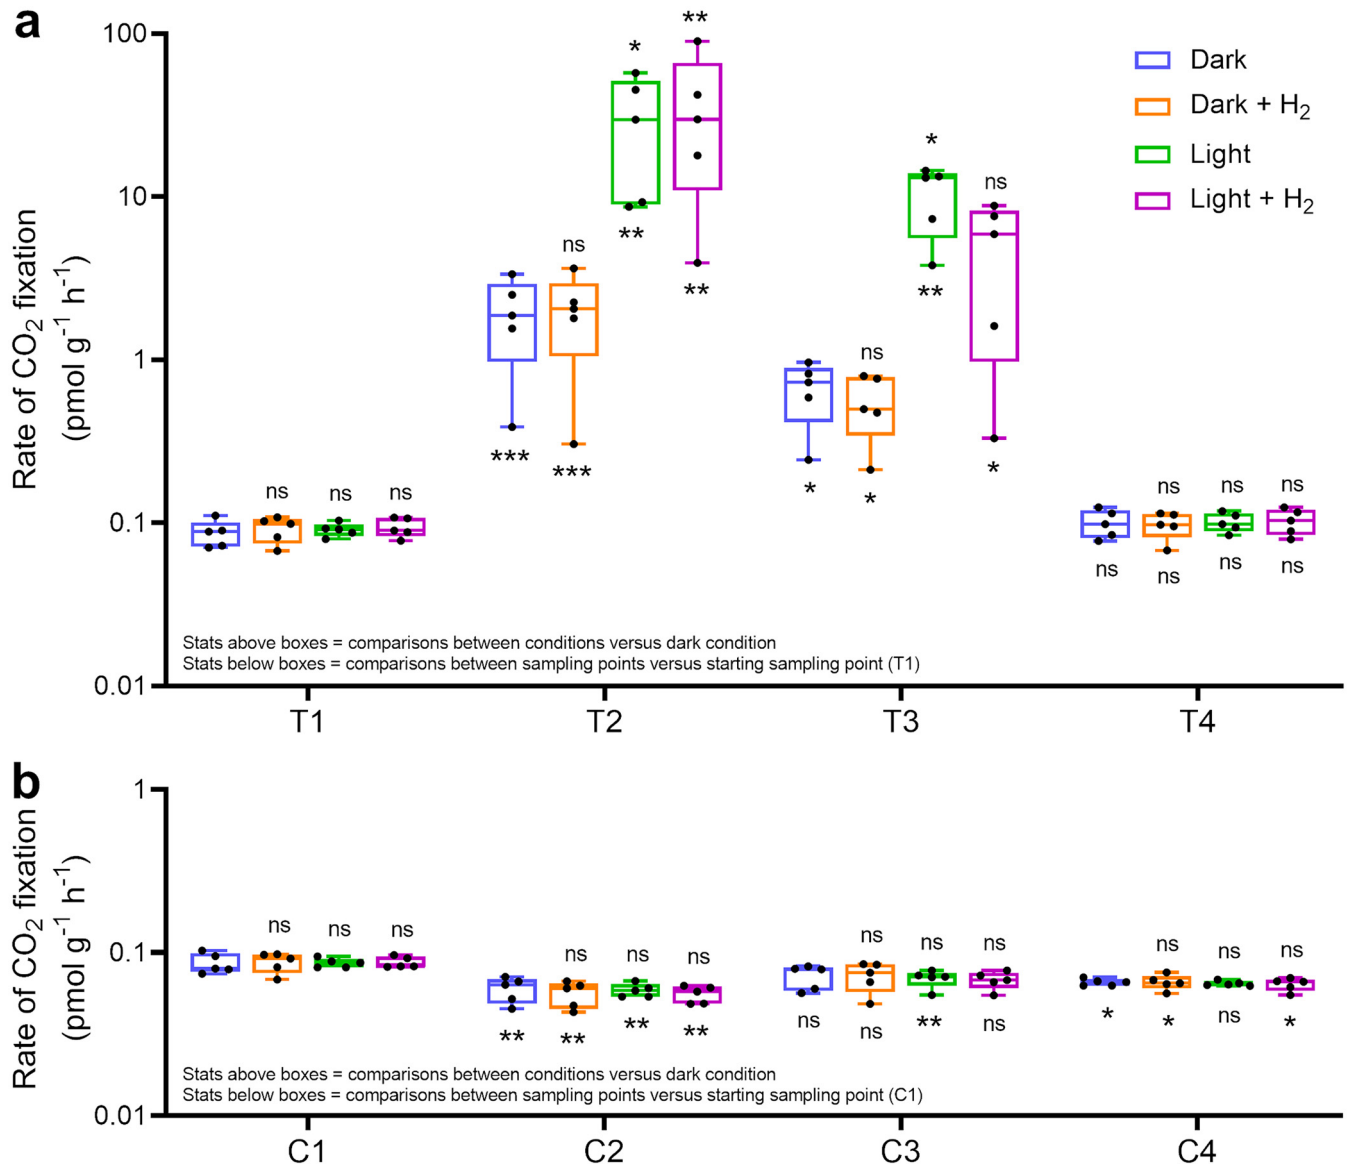 a
100
10
1
0.1
0.01
Rate of CO2 fixation
(pmol g-1 h-1)
Dark
Dark + H2
Light
Light + H2
**
*
*
ns
ns
**
**
ns
**
***
***
*
ns
*
*
ns
ns
ns
ns
ns
ns
ns
ns
ns
ns
ns
Stats above boxes = comparisons between conditions versus dark condition
Stats below boxes = comparisons between sampling points versus starting sampling point (T1)
T1 T2 T3 T4
b
1
0.1
0.01
Rate of CO2 fixation
(pmol g-1 h-1)
ns ns ns
ns ns ns
ns ns ns
ns ns ns
** ** ** **
ns ns ** ns
* * ns *
Stats above boxes = comparisons between conditions versus dark condition
Stats below boxes = comparisons between sampling points versus starting sampling point (C1)
C1 C2 C3 C4